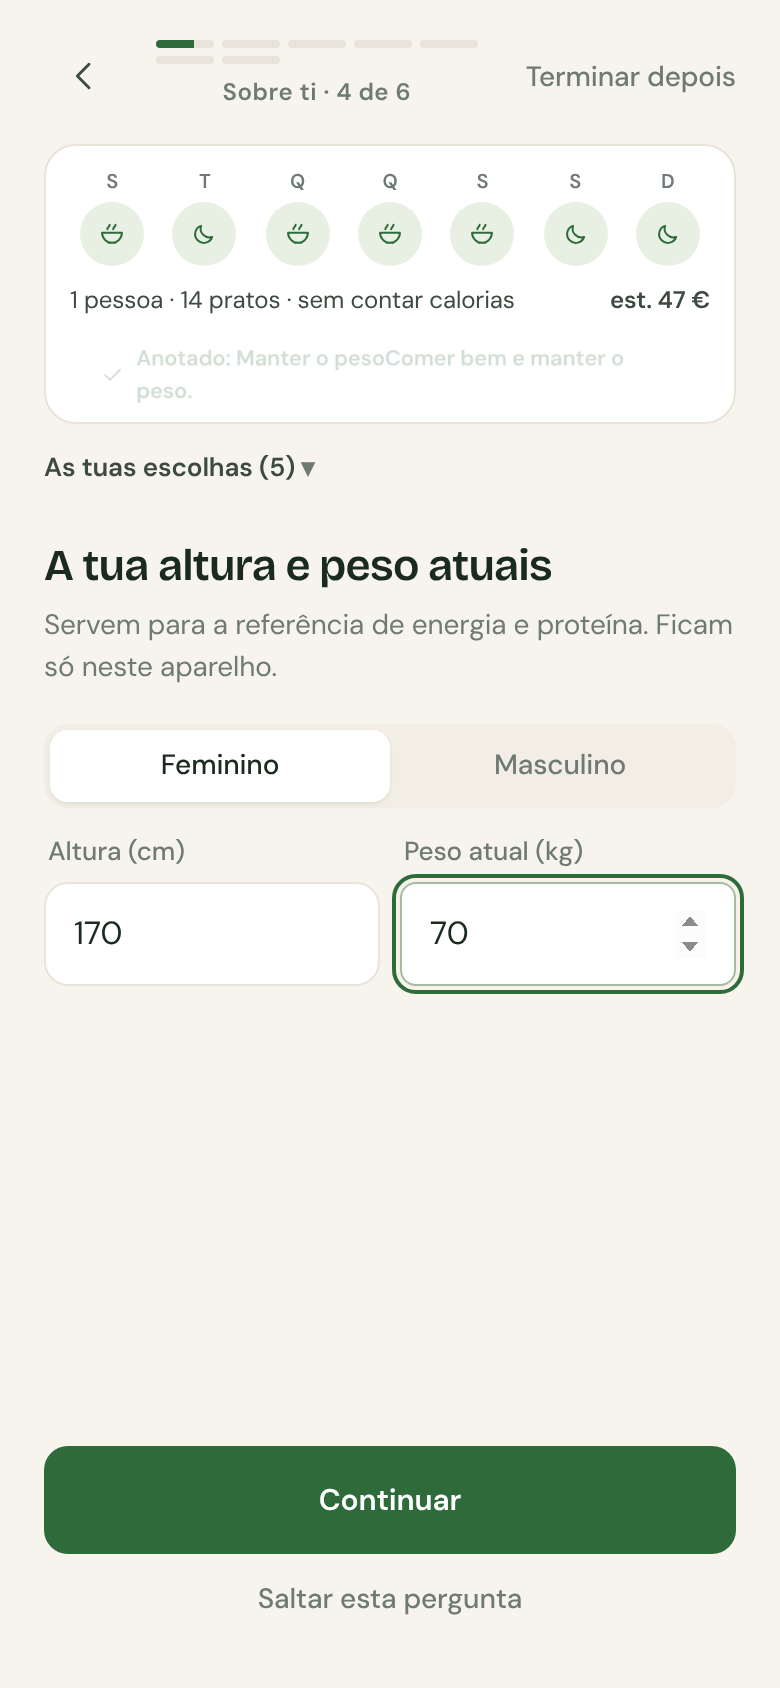 Terminar depois
Sobre ti · 4 de 6
S T Q Q S S D
1 pessoa · 14 pratos · sem contar calorias est. 47 €
Anotado: Manter o pesoComer bem e manter o
peso.
As tuas escolhas (5) ▾
A tua altura e peso atuais
Servem para a referência de energia e proteína. Ficam
só neste aparelho.
Feminino Masculino
Altura (cm) Peso atual (kg)
170 70
Continuar
Saltar esta pergunta